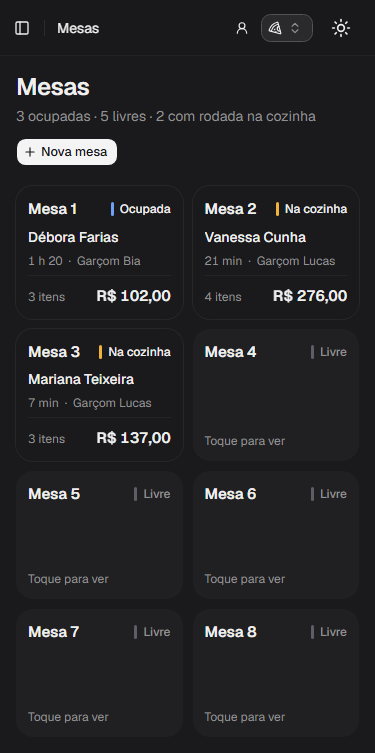 Mesas
Mesas
3 ocupadas · 5 livres · 2 com rodada na cozinha
+ Nova mesa
Mesa 1 Ocupada
Débora Farias
1 h 20 · Garçom Bia
3 itens R$ 102,00
Mesa 2 Na cozinha
Vanessa Cunha
21 min · Garçom Lucas
4 itens R$ 276,00
Mesa 3 Na cozinha
Mariana Teixeira
7 min · Garçom Lucas
3 itens R$ 137,00
Mesa 4 Livre
Toque para ver
Mesa 5 Livre
Toque para ver
Mesa 6 Livre
Toque para ver
Mesa 7 Livre
Toque para ver
Mesa 8 Livre
Toque para ver